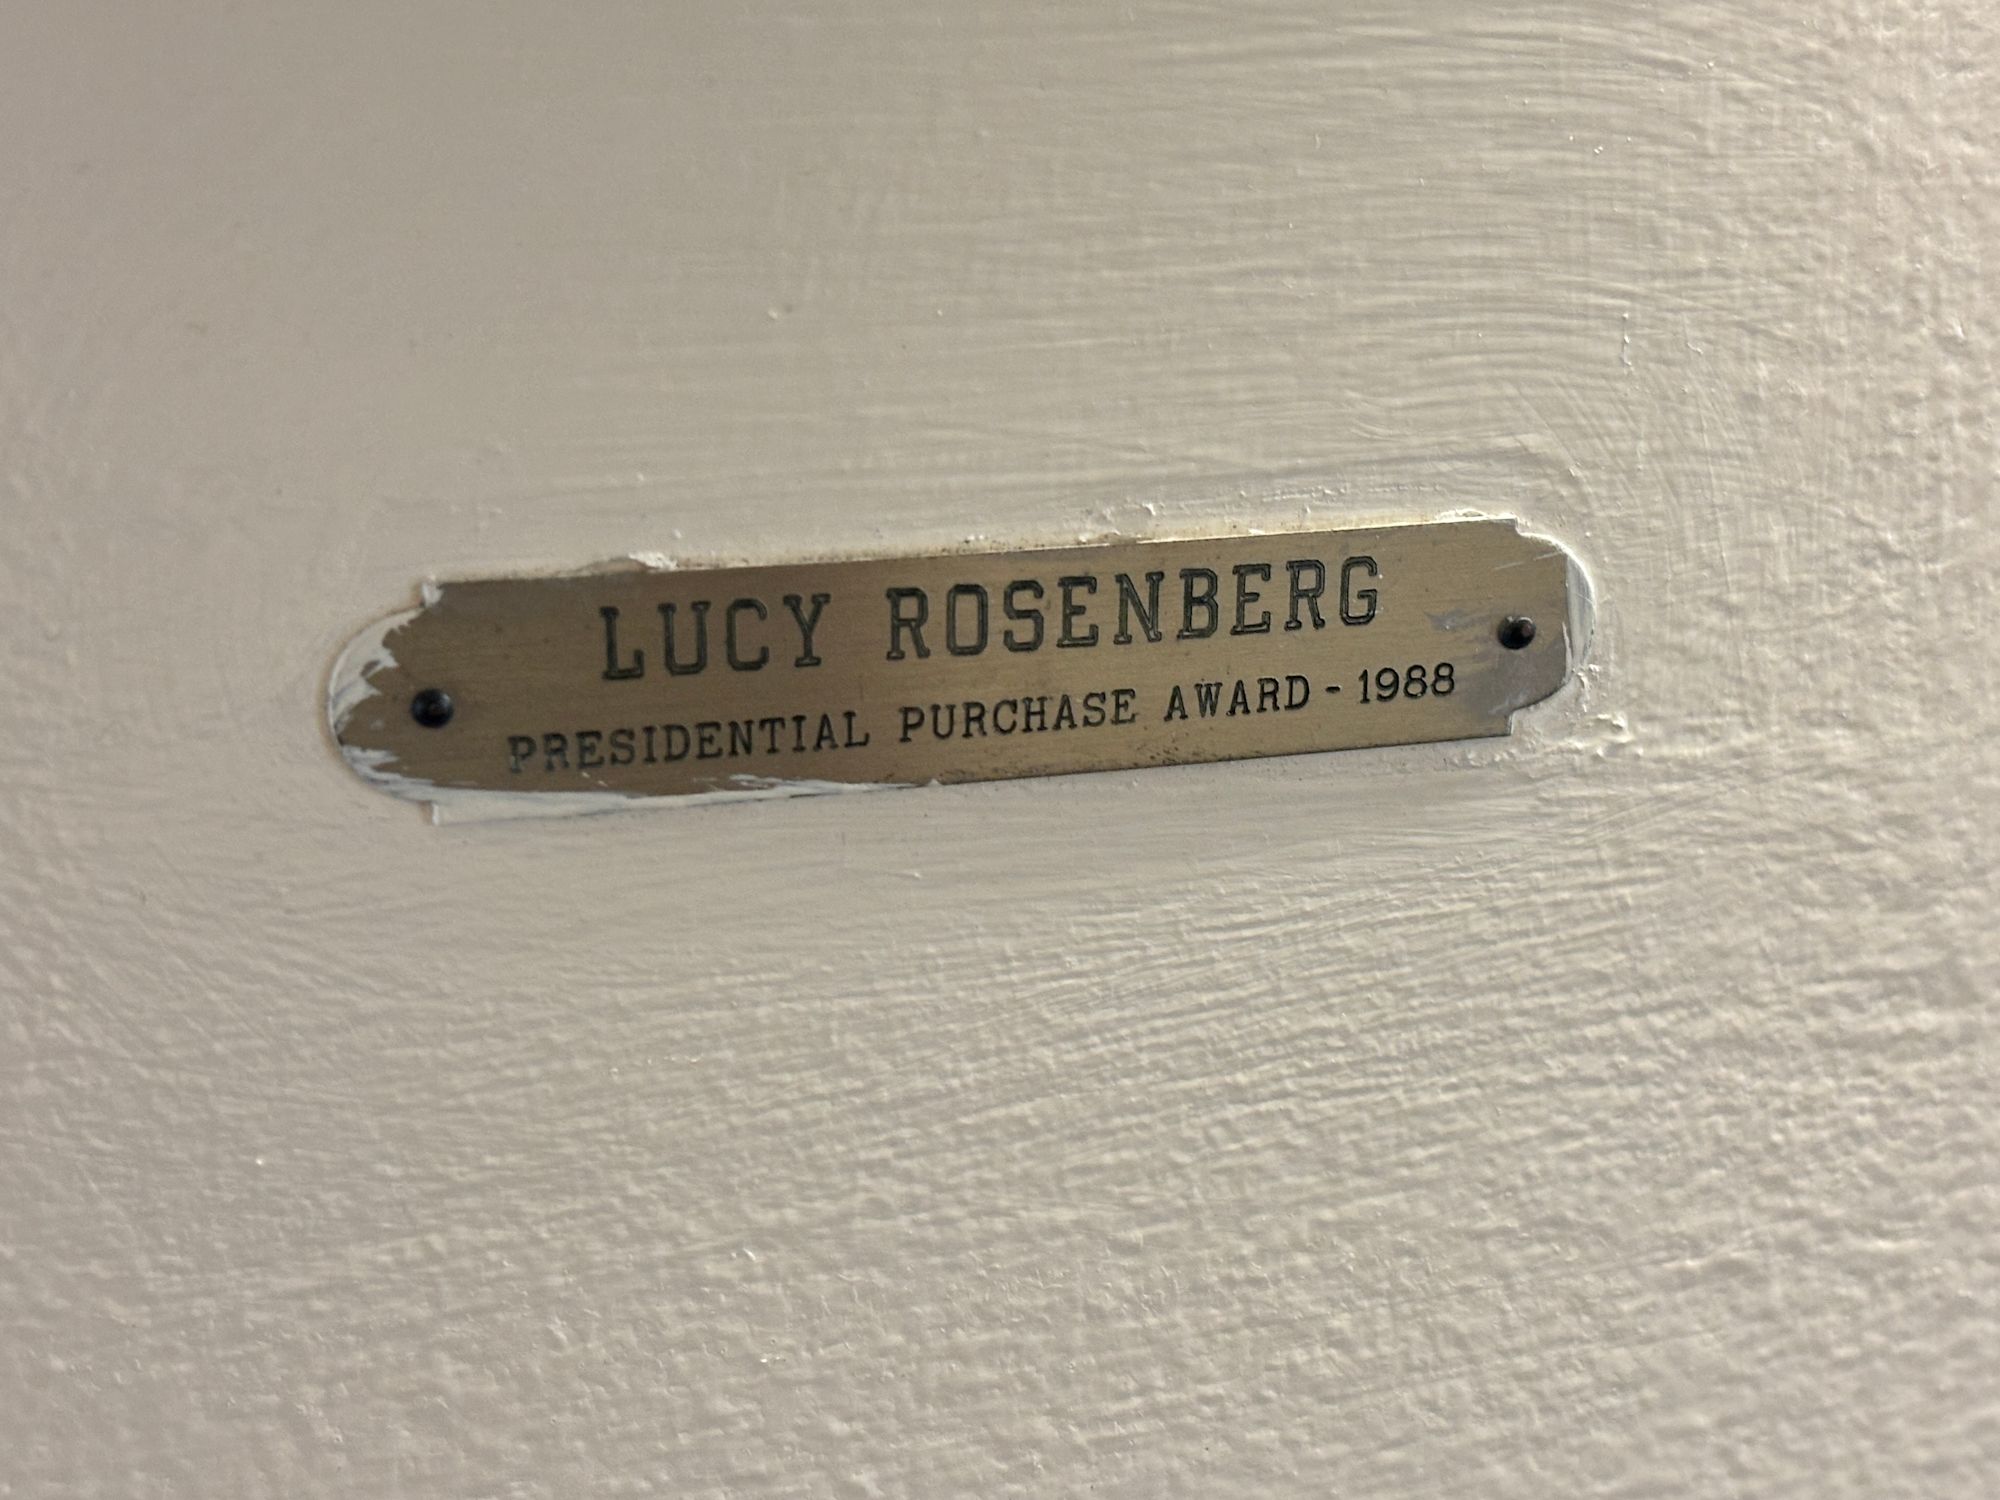 LUCY ROSENBERG
PRESIDENTIAL PURCHASE AWARD - 1988